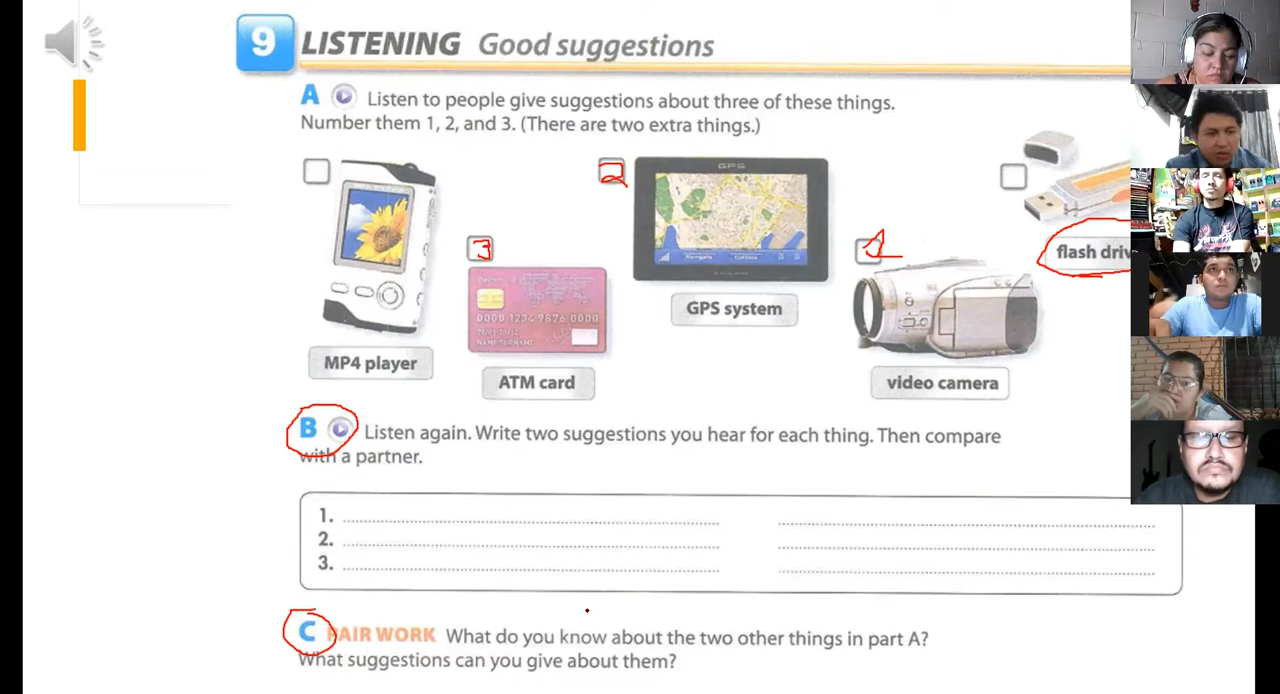 9 LISTENING Good suggestions
A Listen to people give suggestions about three of these things.
Number them 1, 2, and 3. (There are two extra things.)
2
GPS
3
1
flash driv
0000 1234 9876 0000
GPS system
MP4 player
ATM card
video camera
B Listen again. Write two suggestions you hear for each thing. Then compare
with a partner.
1.
2.
3.
C PAIR WORK What do you know about the two other things in part A?
What suggestions can you give about them?